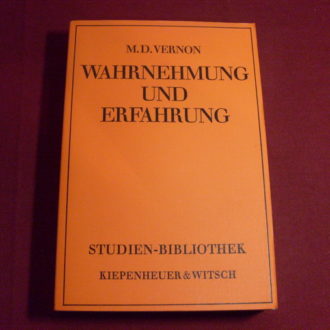 M.D.VERNON
WAHRNEHMUNG
UND
ERFAHRUNG
STUDIEN-BIBLIOTHEK
KIEPENHEUER & WITSCH